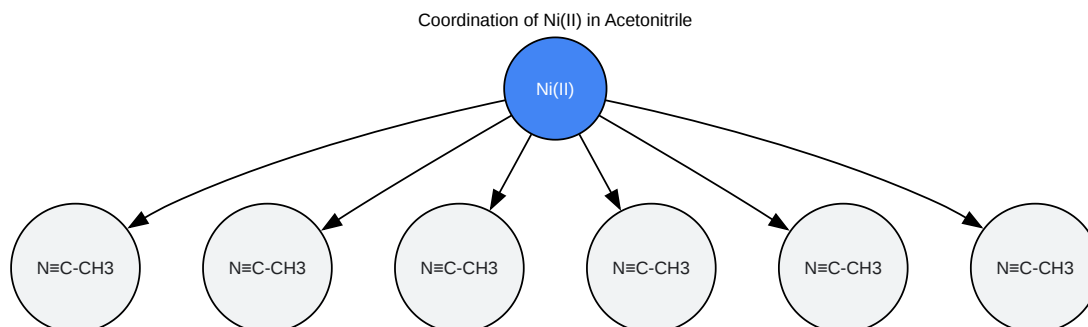 Coordination of Ni(II) in Acetonitrile
Ni(II)
N≡C-CH3
N≡C-CH3
N≡C-CH3
N≡C-CH3
N≡C-CH3
N≡C-CH3